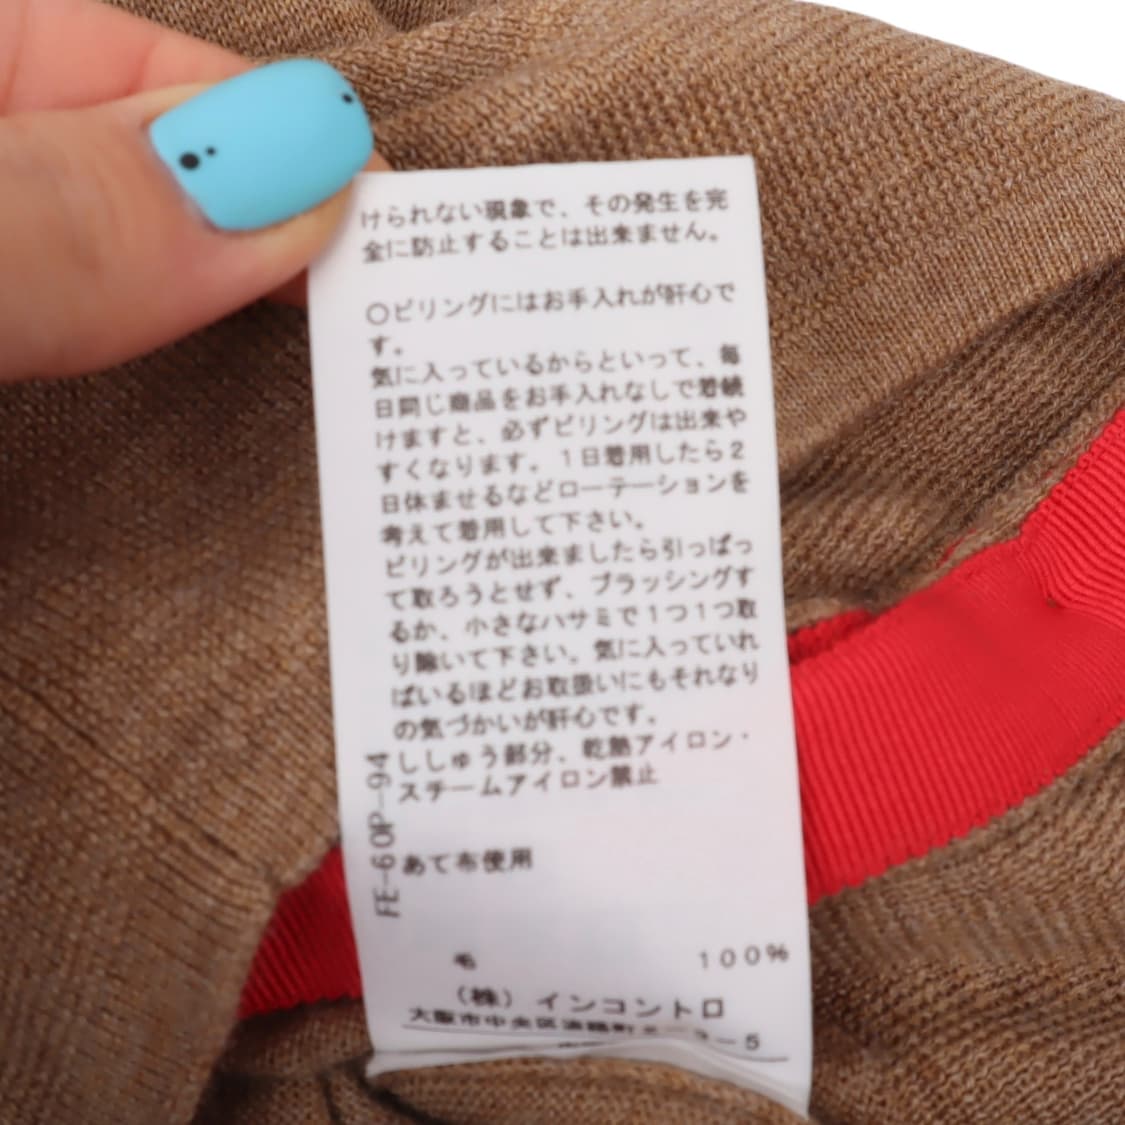 けられない現象で、その発生を完
全に防止することは出来ません。
○ピリングにはお手入れが肝心で
す。
気に入っているからといって、毎
日同じ商品をお手入れなしで着続
けますと、必ずピリングは出来や
すくなります。1日着用したら2
日休ませるなどローテーションを
考えて着用して下さい。
ピリングが出来ましたら引っぱっ
て取ろうとせず、ブラッシングす
るか、小さなハサミで1つ1つ取
り除いて下さい。気に入っていれ
ばいるほどお取扱いにもそれなり
の気づかいが肝心です。
ししゅう部分、乾熱アイロン・
スチームアイロン禁止
FE-60P-94
あて布使用
毛 100%
(株) インコントロ
大阪市中央区淡路町 -5